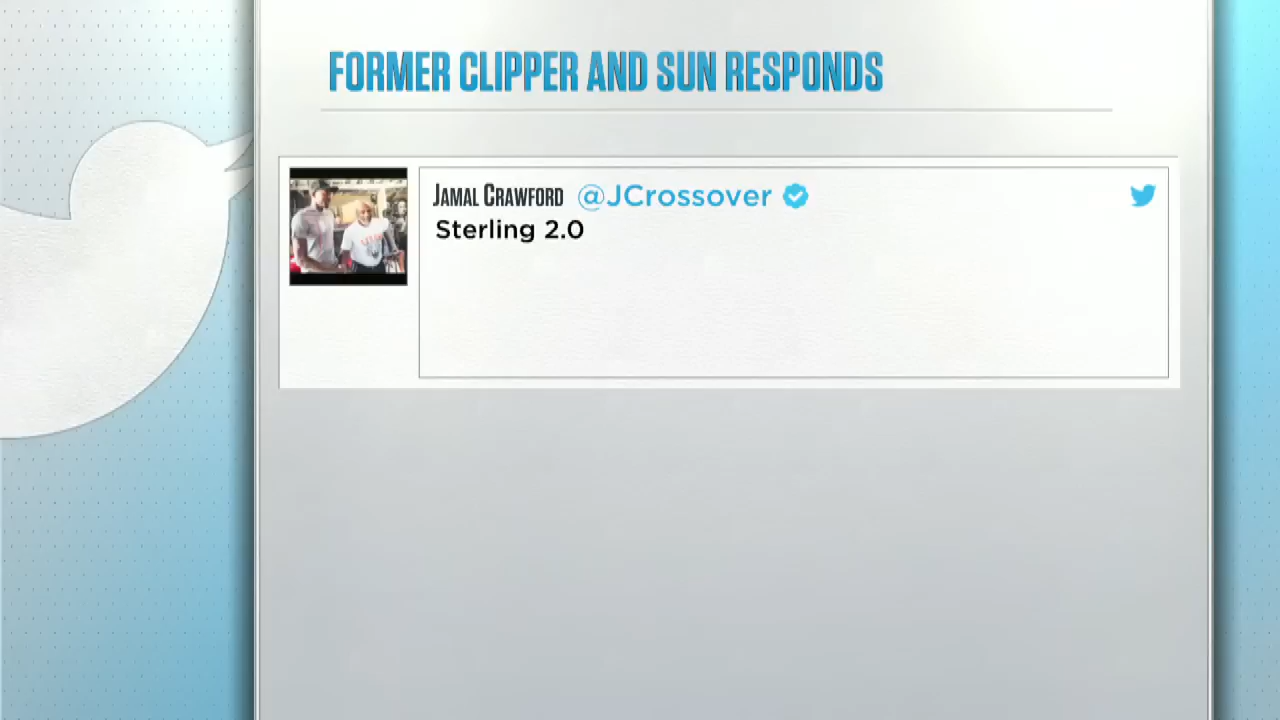 FORMER CLIPPER AND SUN RESPONDS
JAMAL CRAWFORD @JCrossover
Sterling 2.0